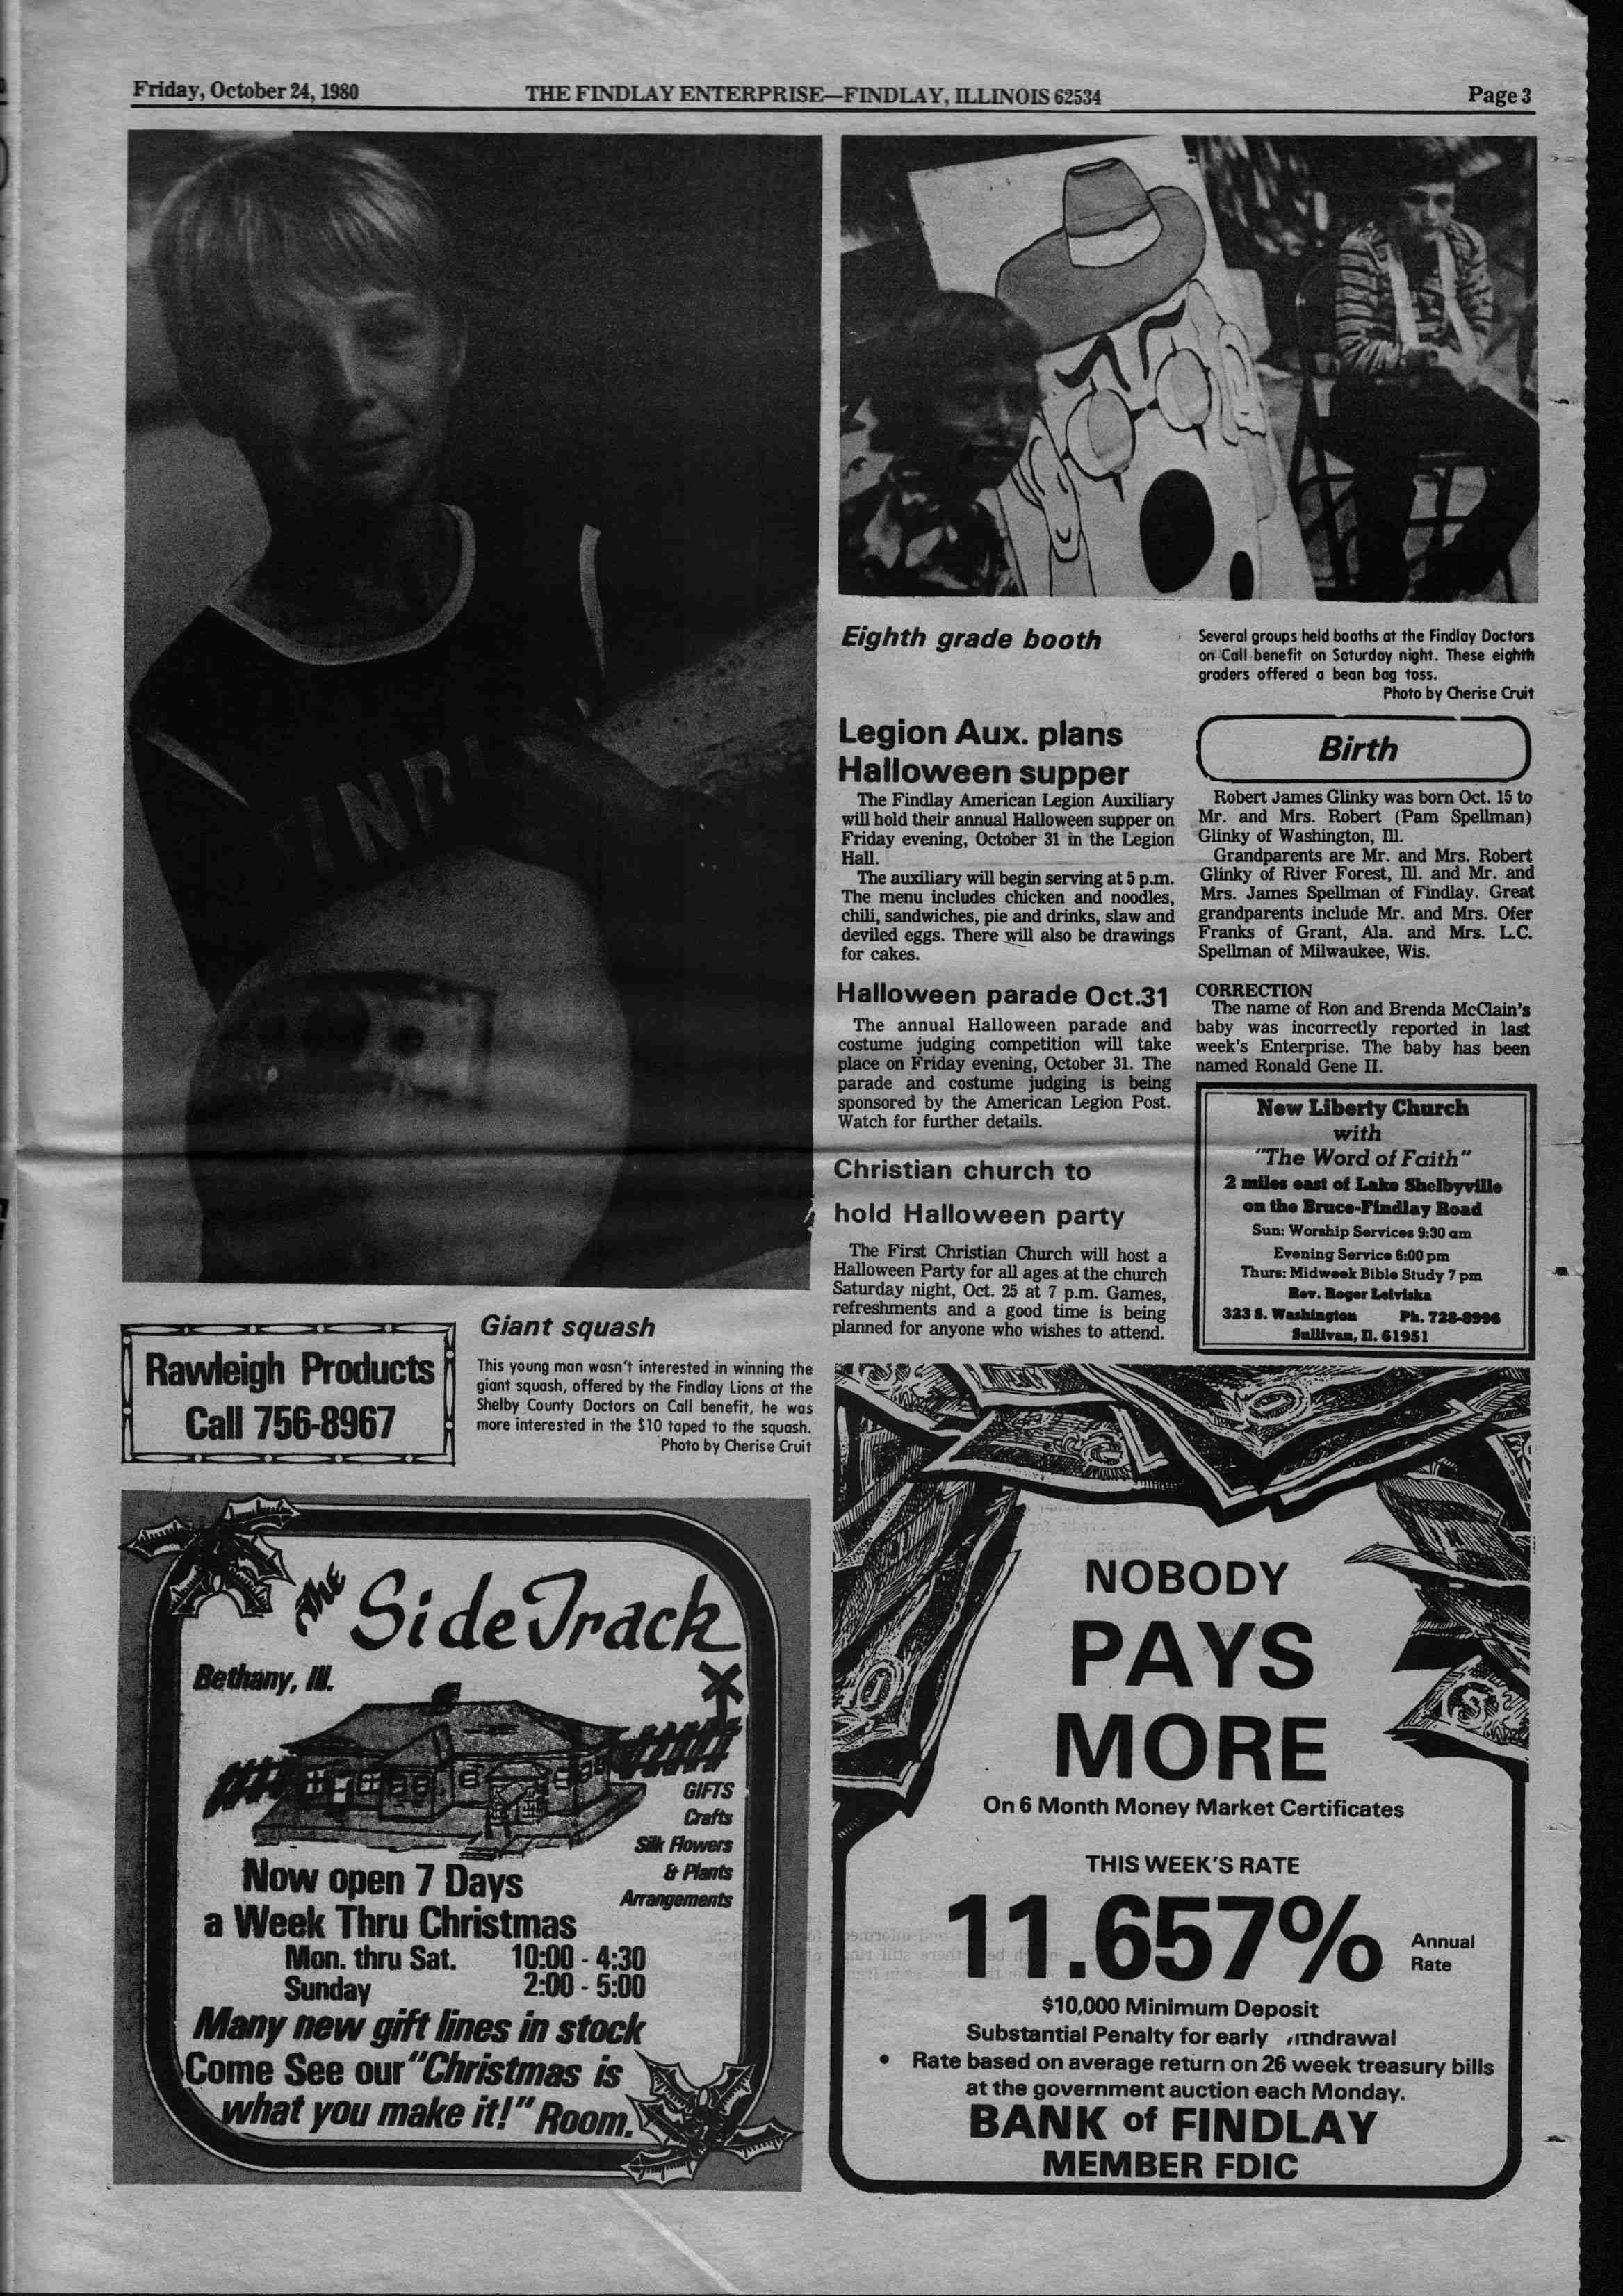 Friday, October 24, 1980
THE FINDLAY ENTERPRISE—FINDLAY, ILLINOIS 62534
Page 3
Eighth grade booth
Several groups held booths at the Findlay Doctors
on Call benefit on Saturday night. These eighth
graders offered a bean bag toss.
Photo by Cherise Cruit
Legion Aux. plans
Halloween supper
The Findlay American Legion Auxiliary
will hold their annual Halloween supper on
Friday evening, October 31 in the Legion
Hall.
The auxiliary will begin serving at 5 p.m.
The menu includes chicken and noodles,
chili, sandwiches, pie and drinks, slaw and
deviled eggs. There will also be drawings
for cakes.
Halloween parade Oct.31
The annual Halloween parade and
costume judging competition will take
place on Friday evening, October 31. The
parade and costume judging is being
sponsored by the American Legion Post.
Watch for further details.
Christian church to
hold Halloween party
The First Christian Church will host a
Halloween Party for all ages at the church
Saturday night, Oct. 25 at 7 p.m. Games,
refreshments and a good time is being
planned for anyone who wishes to attend.
Birth
Robert James Glinky was born Oct. 15 to
Mr. and Mrs. Robert (Pam Spellman)
Glinky of Washington, Ill.
Grandparents are Mr. and Mrs. Robert
Glinky of River Forest, Ill. and Mr. and
Mrs. James Spellman of Findlay. Great
grandparents include Mr. and Mrs. Ofer
Franks of Grant, Ala. and Mrs. L.C.
Spellman of Milwaukee, Wis.
CORRECTION
The name of Ron and Brenda McClain's
baby was incorrectly reported in last
week's Enterprise. The baby has been
named Ronald Gene II.
New Liberty Church
with
"The Word of Faith"
2 miles east of Lake Shelbyville
on the Bruce-Findlay Road
Sun: Worship Services 9:30 am
Evening Service 6:00 pm
Thurs: Midweek Bible Study 7 pm
Rev. Roger Leiviska
323 S. Washington Ph. 728-8996
Sullivan, Il. 61951
FINDL
Giant squash
This young man wasn't interested in winning the
giant squash, offered by the Findlay Lions at the
Shelby County Doctors on Call benefit, he was
more interested in the $10 taped to the squash.
Photo by Cherise Cruit
Rawleigh Products
Call 756-8967
The SideTrack
Bethany, Ill.
GIFTS
Crafts
Silk Flowers
& Plants
Arrangements
Now open 7 Days
a Week Thru Christmas
Mon. thru Sat. 10:00 - 4:30
Sunday 2:00 - 5:00
Many new gift lines in stock
Come See our "Christmas is
what you make it!" Room.
NOBODY
PAYS
MORE
On 6 Month Money Market Certificates
THIS WEEK'S RATE
11.657% Annual
Rate
$10,000 Minimum Deposit
Substantial Penalty for early ithdrawal
• Rate based on average return on 26 week treasury bills
at the government auction each Monday.
BANK of FINDLAY
MEMBER FDIC